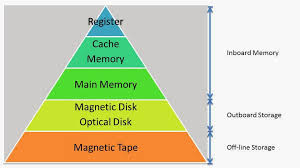 Register
Cache
Memory
Main Memory
Magnetic Disk
Optical Disk
Magnetic Tape
Inboard Memory
Outboard Storage
Off-line Storage